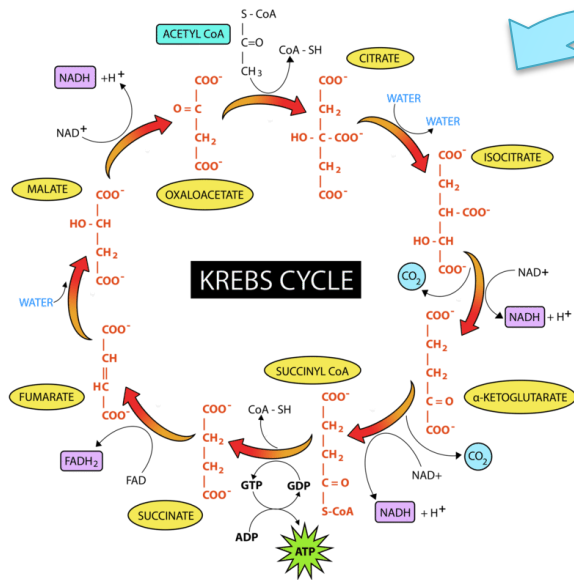 S - CoA
ACETYL CoA
C=O
CH3
CoA - SH
CITRATE
NADH + H+
NAD+
COO-
O = C
CH2
COO-
OXALOACETATE
COO-
CH2
HO - C - COO-
CH2
COO-
WATER
WATER
ISOCITRATE
COO-
CH2
CH - COO-
HO - CH
COO-
MALATE
COO-
HO - CH
CH2
COO-
KREBS CYCLE
CO2
NAD+
NADH + H+
WATER
COO-
CH
HC
COO-
FUMARATE
COO-
CH2
CH2
C = O
COO-
α-KETOGLUTARATE
SUCCINYL CoA
COO-
CH2
CH2
C = O
S-CoA
CoA - SH
COO-
CH2
CH2
COO-
SUCCINATE
FADH2
FAD
GTP
GDP
ADP
ATP
CO2
NAD+
NADH + H+